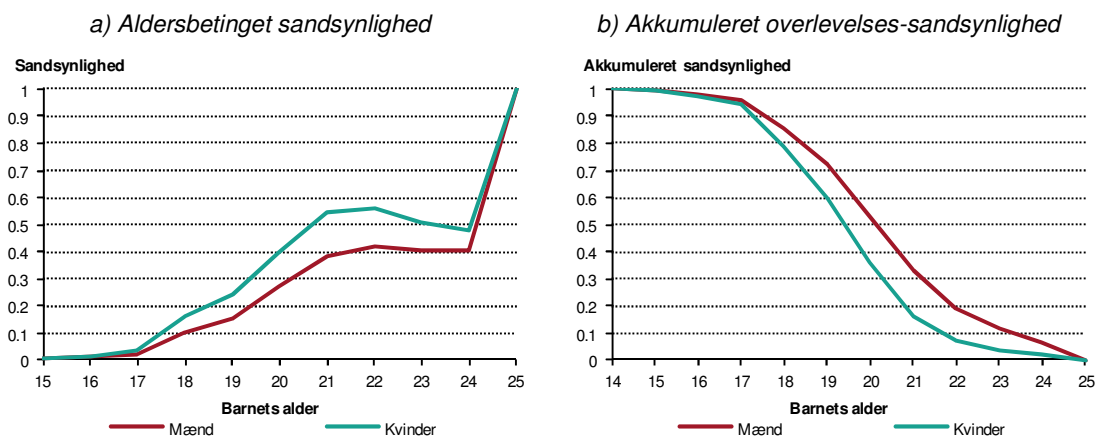 a) Aldersbetinget sandsynlighed
Sandsynlighed
1
0.9
0.8
0.7
0.6
0.5
0.4
0.3
0.2
0.1
0
15 16 17 18 19 20 21 22 23 24 25
Barnets alder
Mænd Kvinder
b) Akkumuleret overlevelses-sandsynlighed
Akkumuleret sandsynlighed
1
0.9
0.8
0.7
0.6
0.5
0.4
0.3
0.2
0.1
0
14 15 16 17 18 19 20 21 22 23 24 25
Barnets alder
Mænd Kvinder